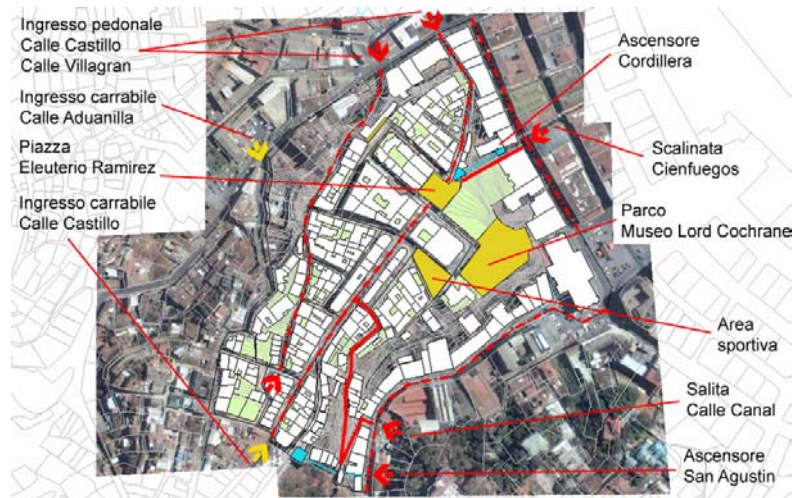 Ingresso pedonale
Calle Castillo
Calle Villagran
Ingresso carrabile
Calle Aduanilla
Piazza
Eleuterio Ramirez
Ingresso carrabile
Calle Castillo
Ascensore
Cordillera
Scalinata
Cienfuegos
Parco
Museo Lord Cochrane
Area
sportiva
Salita
Calle Canal
Ascensore
San Agustin